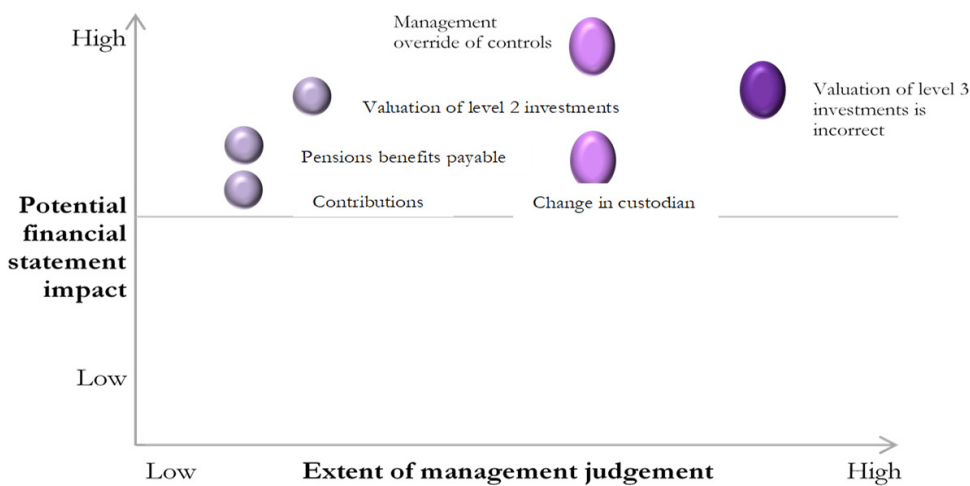 Management
override of controls
High
Valuation of level 3
investments is
incorrect
Valuation of level 2 investments
Pensions benefits payable
Contributions
Change in custodian
Potential
financial
statement
impact
Low
Low
Extent of management judgement
High